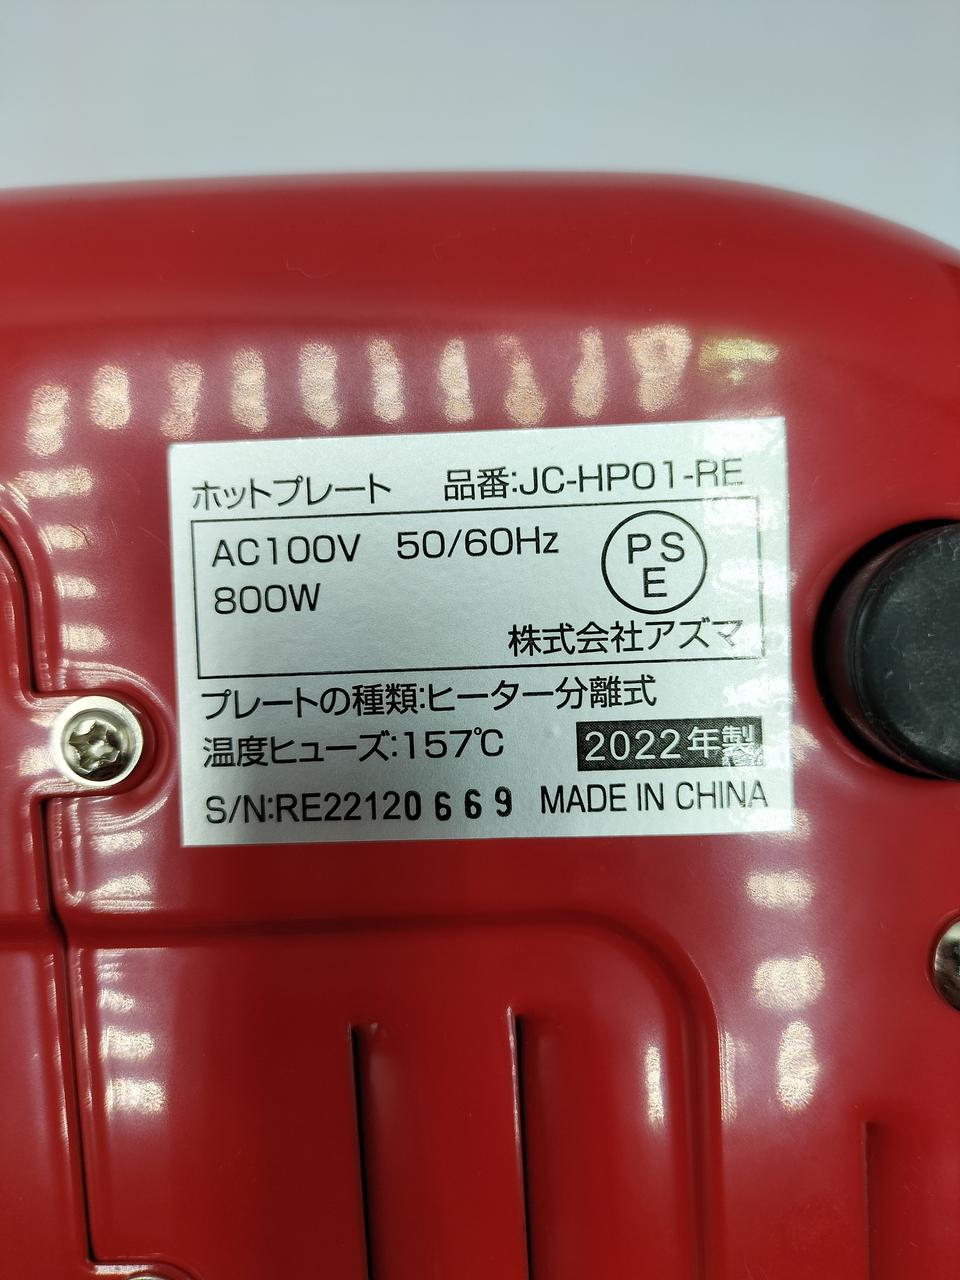 ホットプレート 品番:JC-HP01-RE
AC100V 50/60Hz
800W
PSE
株式会社アズマ
プレートの種類:ヒーター分離式
温度ヒューズ:157℃ 2022年製
S/N:RE22120669 MADE IN CHINA